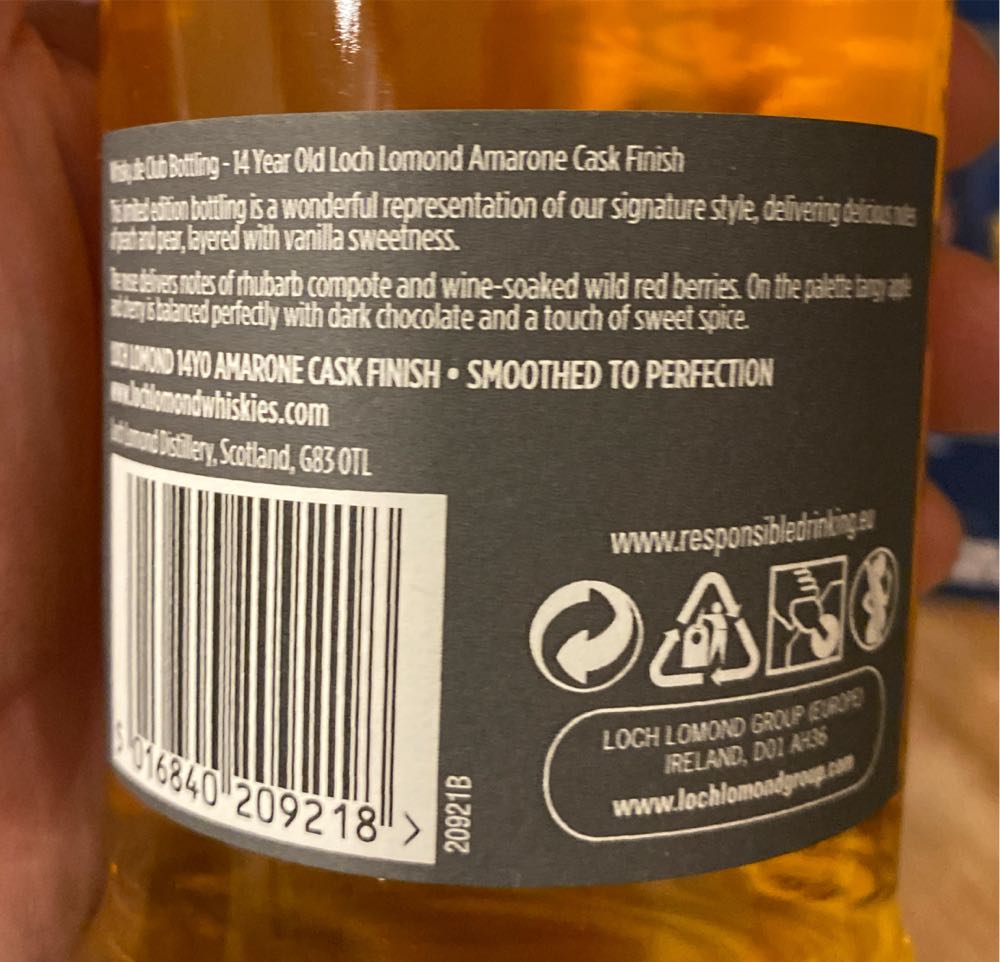 Whisky.de Club Bottling - 14 Year Old Loch Lomond Amarone Cask Finish
This limited edition bottling is a wonderful representation of our signature style, delivering delicious notes
of peach and pear, layered with vanilla sweetness.
The nose delivers notes of rhubarb compote and wine-soaked wild red berries. On the palette tangy apple
and cherry is balanced perfectly with dark chocolate and a touch of sweet spice.
LOCH LOMOND 14YO AMARONE CASK FINISH • SMOOTHED TO PERFECTION
www.lochlomondwhiskies.com
Loch Lomond Distillery, Scotland, G83 0TL
www.responsibledrinking.eu
LOCH LOMOND GROUP (EUROPE)
IRELAND, D01 AH36
www.lochlomondgroup.com
5 016840 209218 >
20921B